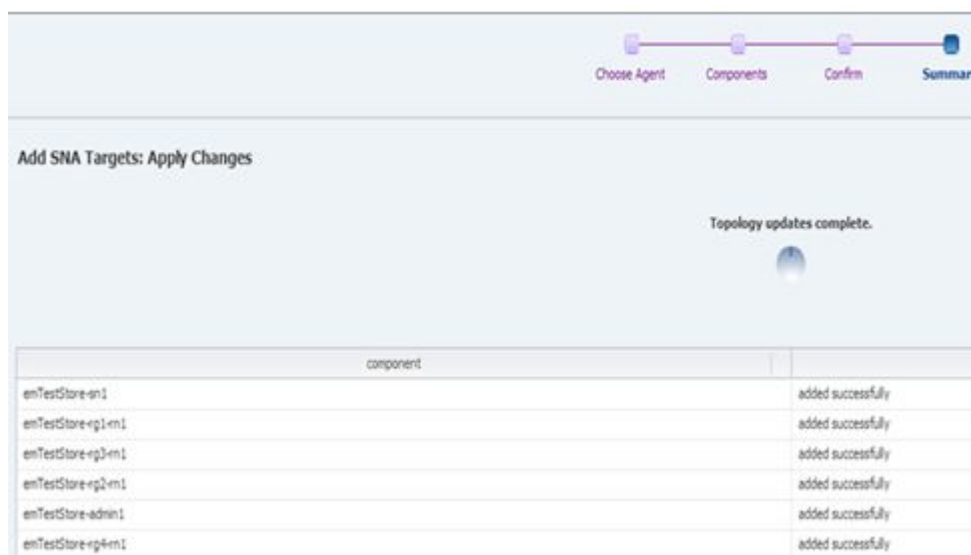 Choose Agent Components Confirm Summar
Add SNA Targets: Apply Changes
Topology updates complete.
component
emTestStore-sn1 added successfully
emTestStore-rg1-rn1 added successfully
emTestStore-rg3-rn1 added successfully
emTestStore-rg2-rn1 added successfully
emTestStore-admin1 added successfully
emTestStore-rg4-rn1 added successfully